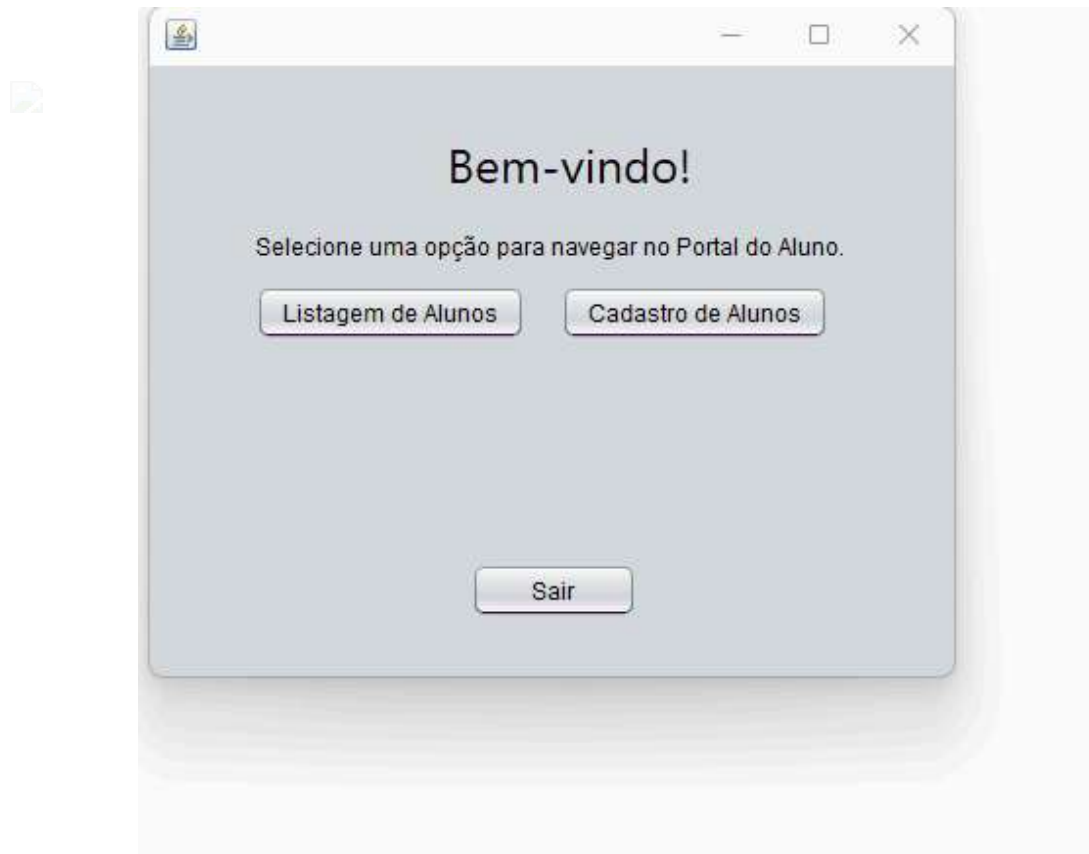 Bem-vindo!
Selecione uma opção para navegar no Portal do Aluno.
Listagem de Alunos Cadastro de Alunos
Sair